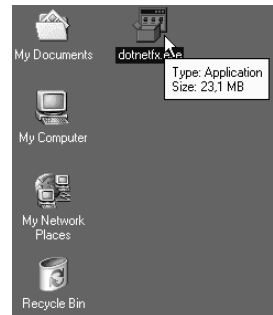 My Documents
dotnetfx.exe
Type: Application
Size: 23,1 MB
My Computer
My Network
Places
Recycle Bin